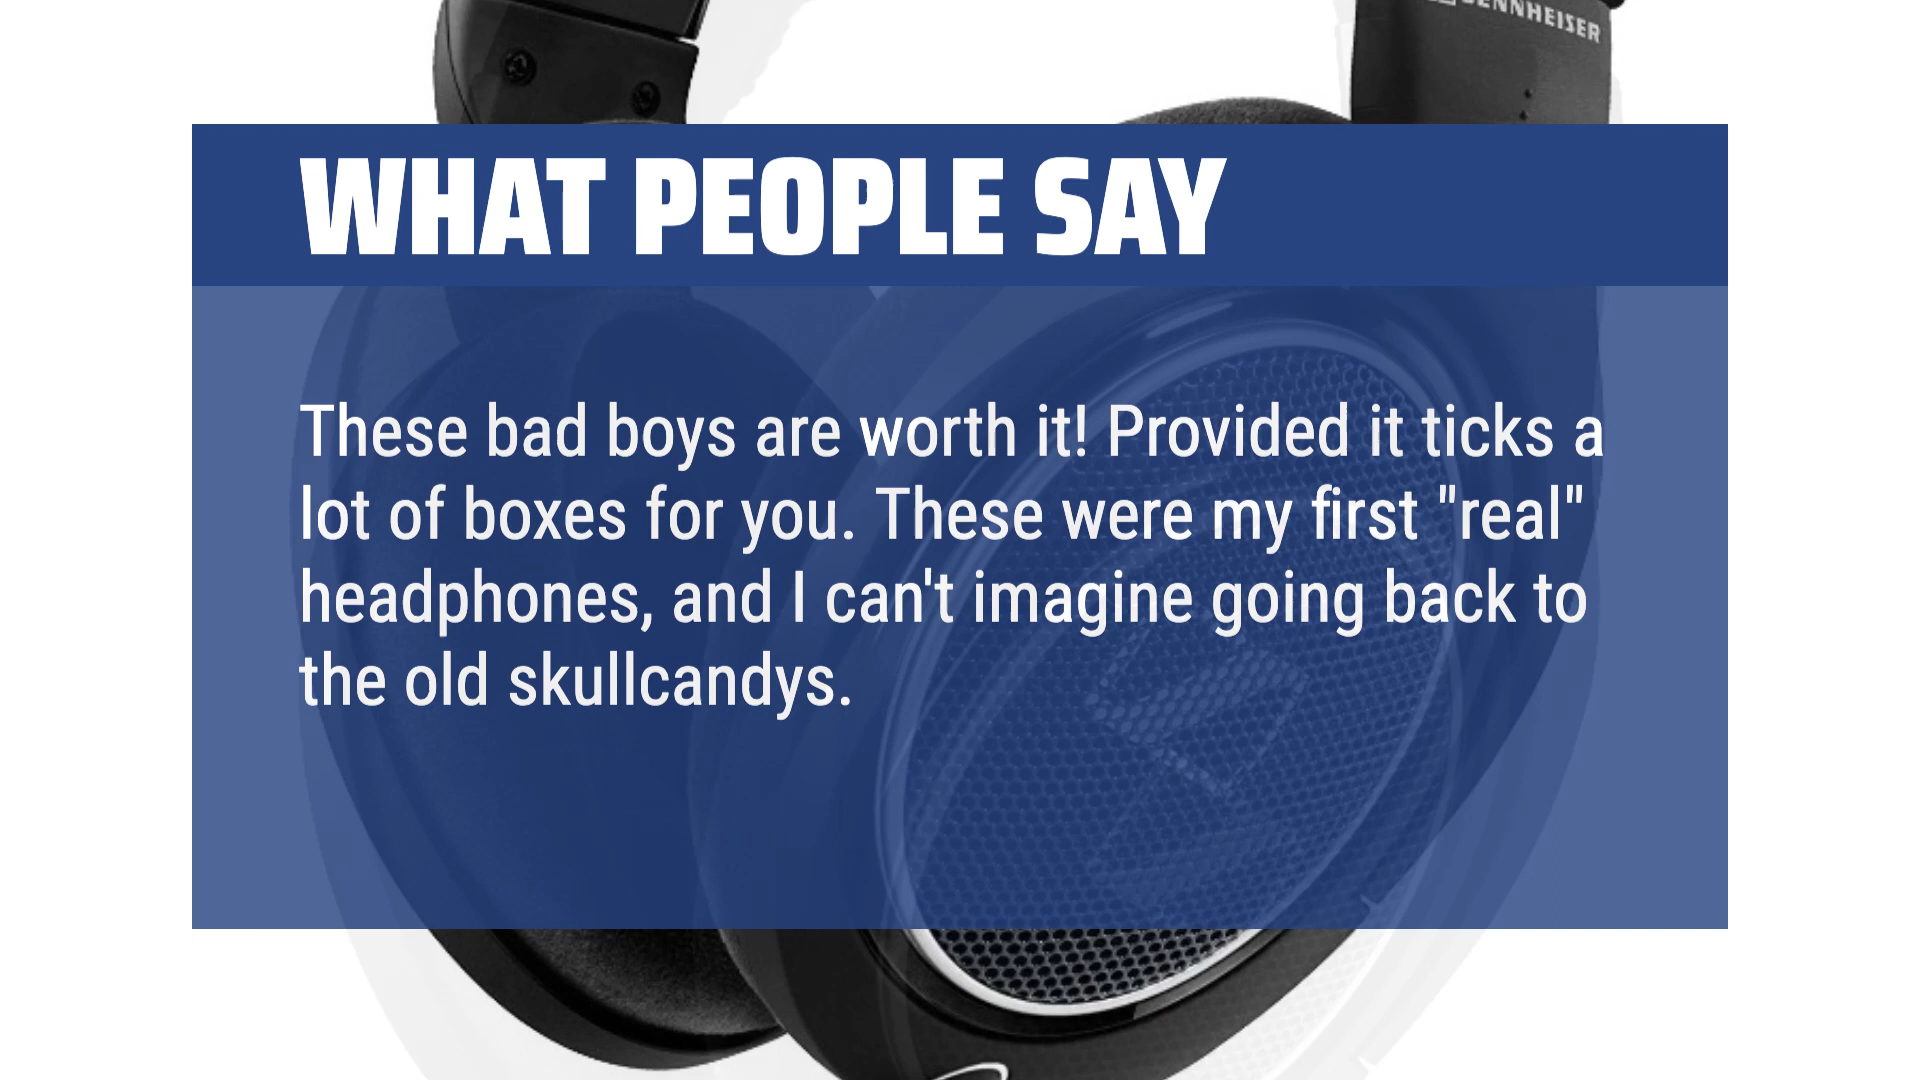 SENNHEISER
WHAT PEOPLE SAY
These bad boys are worth it! Provided it ticks a
lot of boxes for you. These were my first "real"
headphones, and I can't imagine going back to
the old skullcandys.